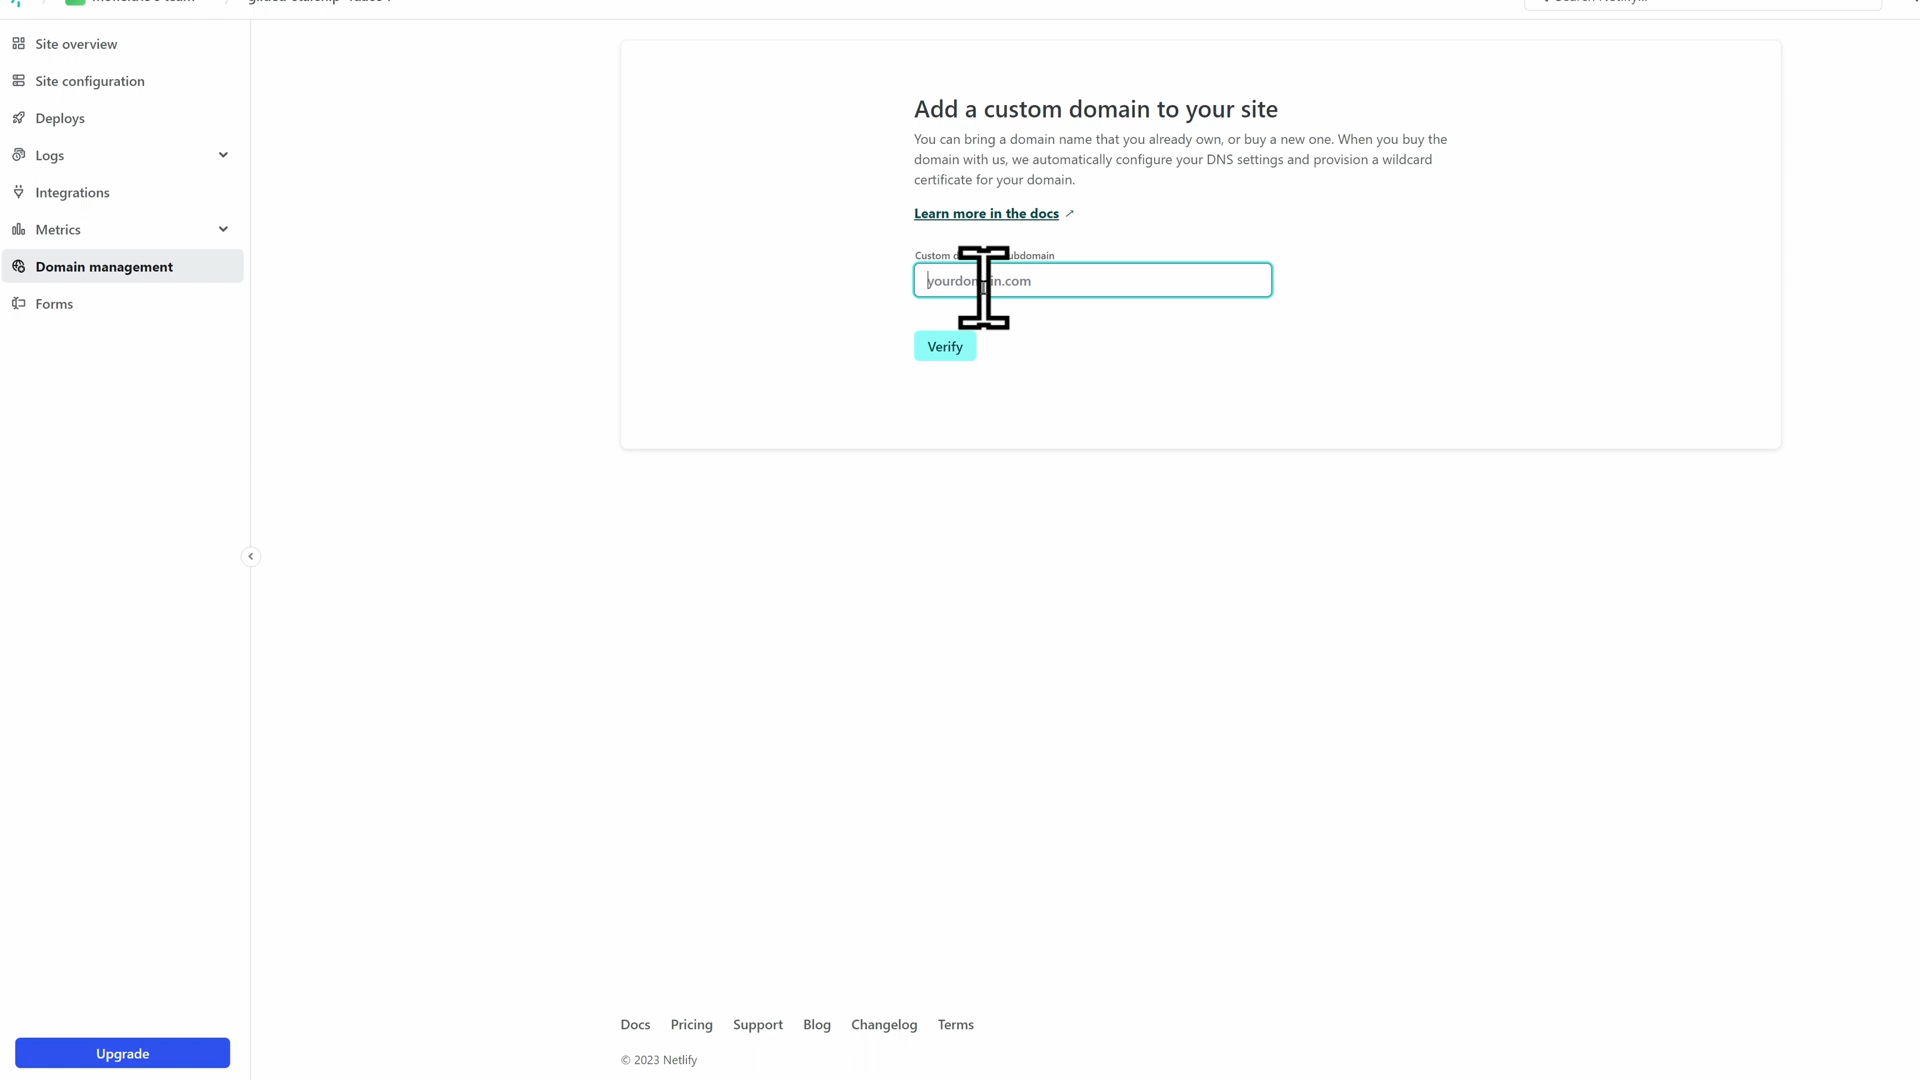 Site overview
Site configuration
Deploys
Logs
Integrations
Metrics
Domain management
Forms
Upgrade
Add a custom domain to your site
You can bring a domain name that you already own, or buy a new one. When you buy the
domain with us, we automatically configure your DNS settings and provision a wildcard
certificate for your domain.
Learn more in the docs ↗
Custom
yourdomain.com
Verify
Docs Pricing Support Blog Changelog Terms
© 2023 Netlify